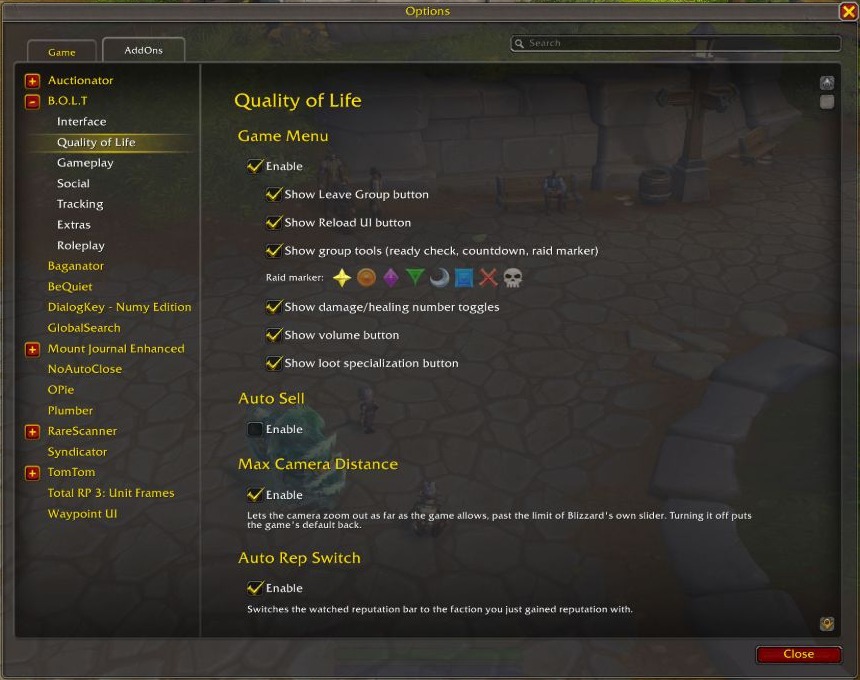 Options
Game
AddOns
Search
Auctionator
B.O.L.T
Interface
Quality of Life
Gameplay
Social
Tracking
Extras
Roleplay
Baganator
BeQuiet
DialogKey - Numy Edition
GlobalSearch
Mount Journal Enhanced
NoAutoClose
OPie
Plumber
RareScanner
Syndicator
TomTom
Total RP 3: Unit Frames
Waypoint UI
Quality of Life
Game Menu
Enable
Show Leave Group button
Show Reload UI button
Show group tools (ready check, countdown, raid marker)
Raid marker:
Show damage/healing number toggles
Show volume button
Show loot specialization button
Auto Sell
Enable
Max Camera Distance
Enable
Lets the camera zoom out as far as the game allows, past the limit of Blizzard's own slider. Turning it off puts
the game's default back.
Auto Rep Switch
Enable
Switches the watched reputation bar to the faction you just gained reputation with.
Close